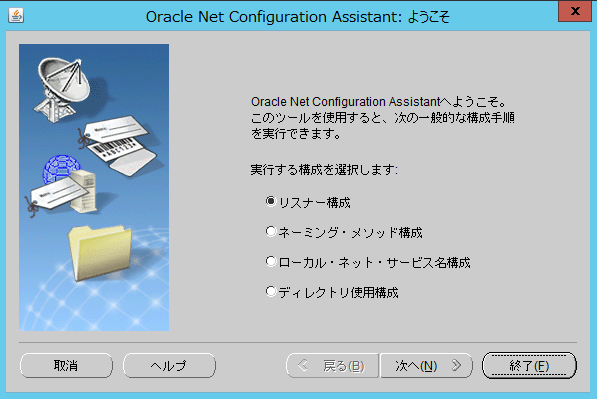 Oracle Net Configuration Assistant: ようこそ
Oracle Net Configuration Assistantへようこそ。
このツールを使用すると、次の一般的な構成手順
を実行できます。
実行する構成を選択します:
リスナー構成
ネーミング・メソッド構成
ローカル・ネット・サービス名構成
ディレクトリ使用構成
取消
ヘルプ
戻る(B)
次へ(N)
終了(F)